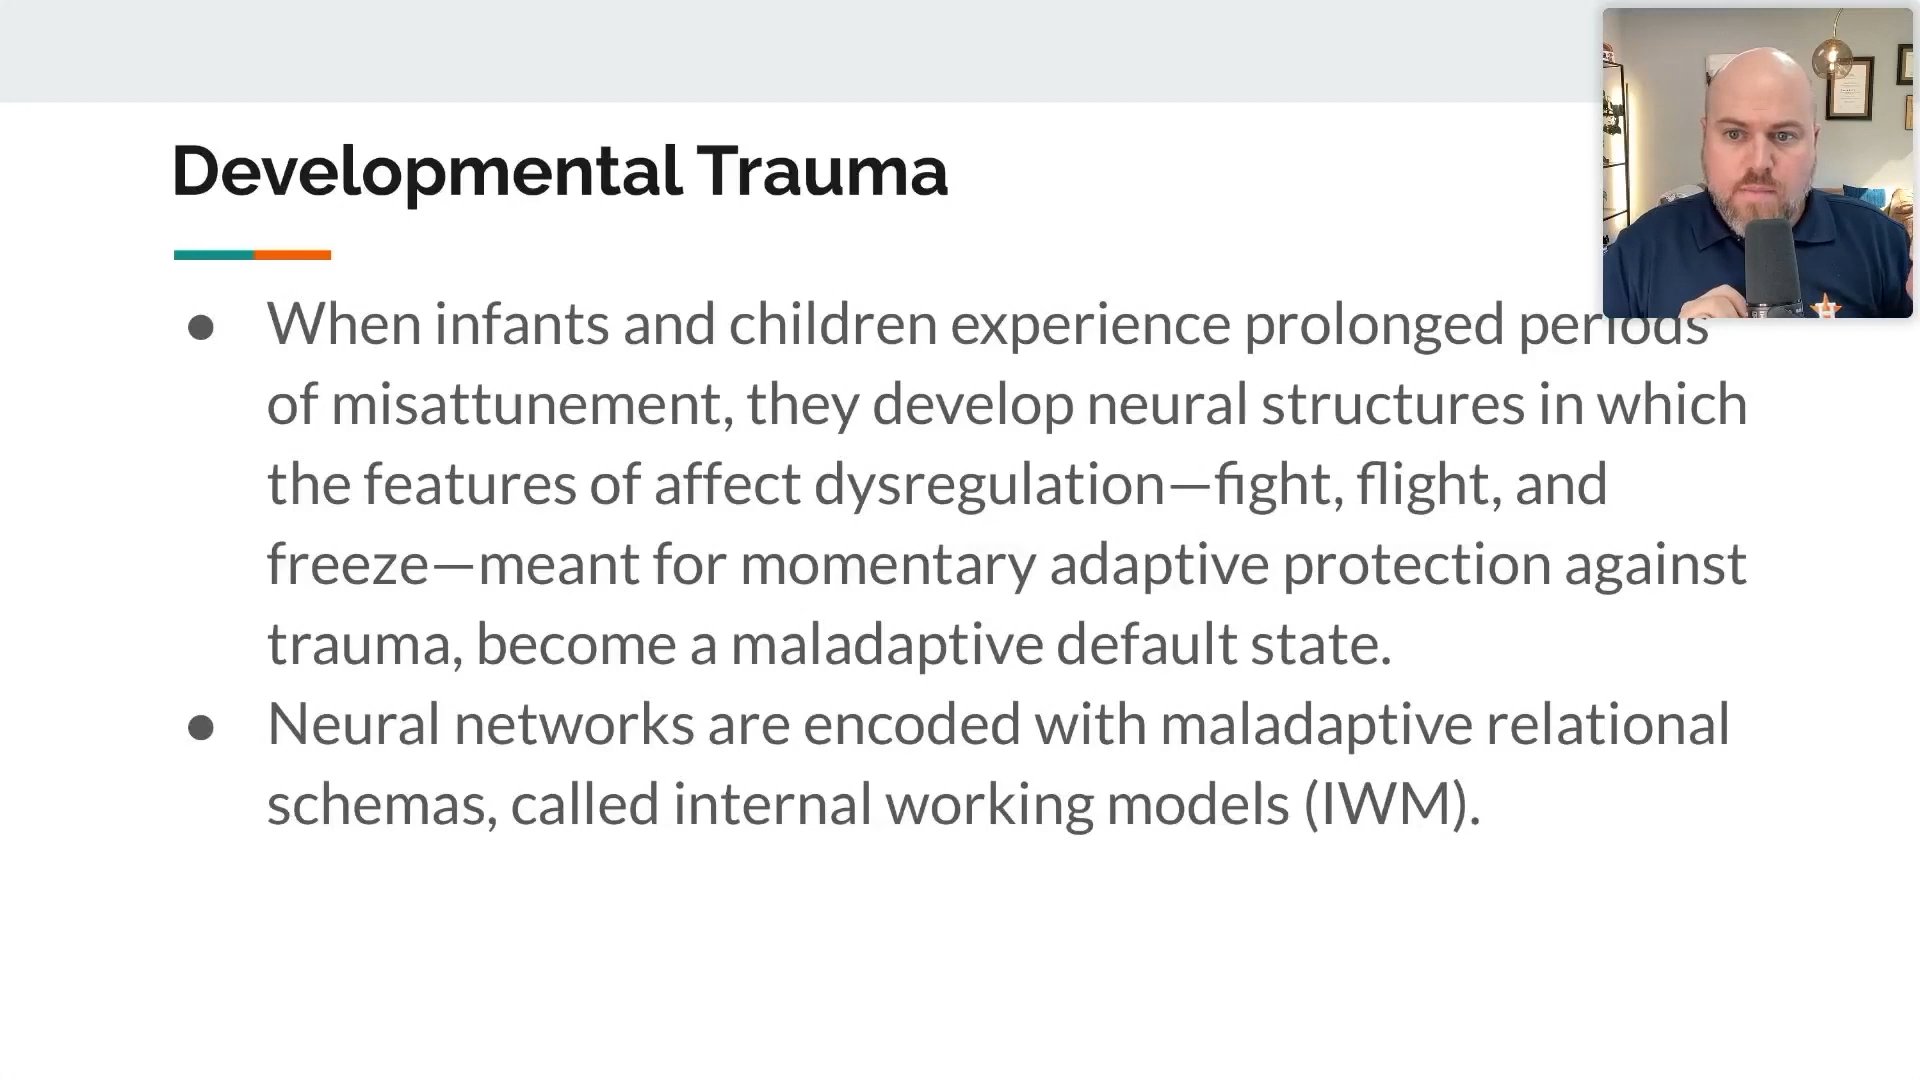 Developmental Trauma
● When infants and children experience prolonged periods
of misattunement, they develop neural structures in which
the features of affect dysregulation—fight, flight, and
freeze—meant for momentary adaptive protection against
trauma, become a maladaptive default state.
● Neural networks are encoded with maladaptive relational
schemas, called internal working models (IWM).